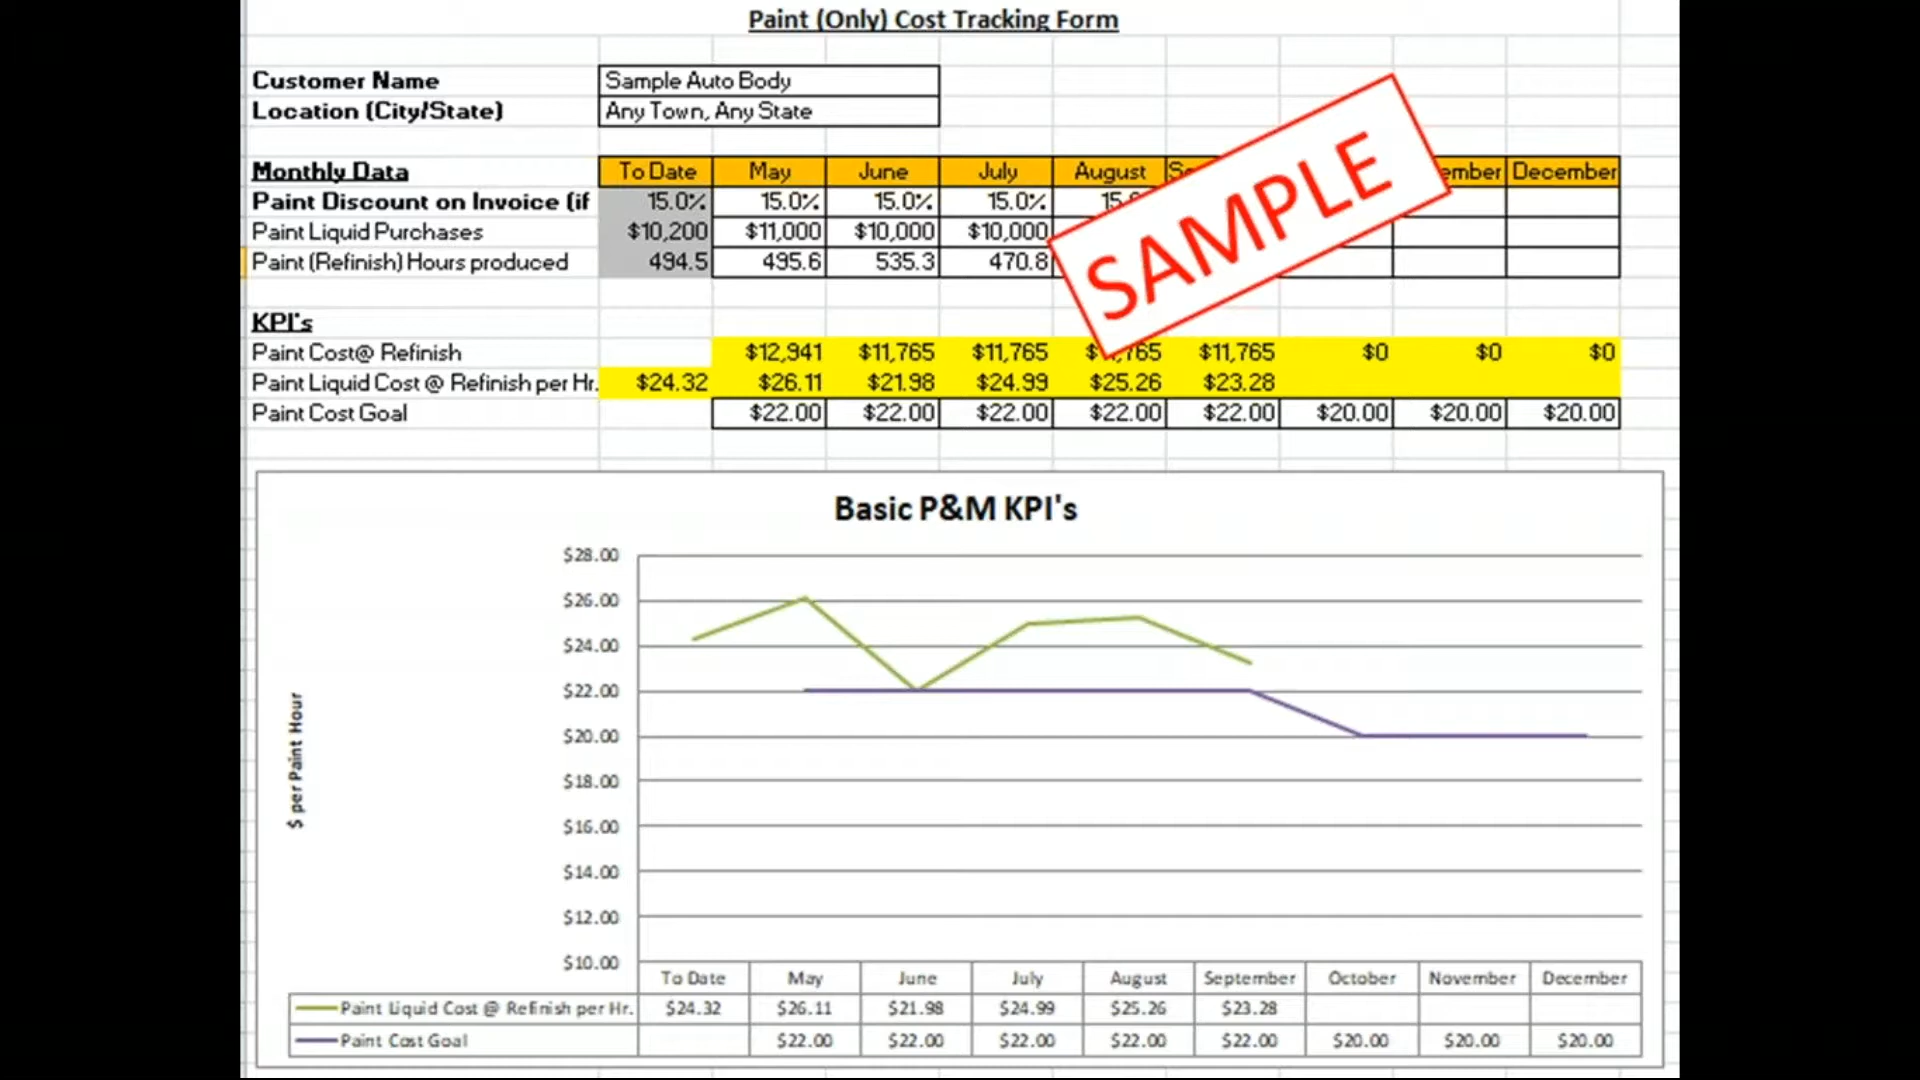 Paint (Only) Cost Tracking Form
Customer Name Sample Auto Body
Location (City/State) Any Town, Any State
Monthly Data To Date May June July August December
Paint Discount on Invoice (if 15.0% 15.0% 15.0% 15.0%
Paint Liquid Purchases $10,200 $11,000 $10,000 $10,000
Paint (Refinish) Hours produced 494.5 495.6 535.3 470.8
SAMPLE
KPI's
Paint Cost@ Refinish $12,941 $11,765 $11,765 $11,765 $0 $0 $0
Paint Liquid Cost @ Refinish per Hr. $24.32 $26.11 $21.98 $24.99 $25.26 $23.28
Paint Cost Goal $22.00 $22.00 $22.00 $22.00 $22.00 $20.00 $20.00 $20.00
Basic P&M KPI's
$ per Paint Hour
$28.00
$26.00
$24.00
$22.00
$20.00
$18.00
$16.00
$14.00
$12.00
$10.00
To Date May June July August September October November December
Paint Liquid Cost @ Refinish per Hr. $24.32 $26.11 $21.98 $24.99 $25.26 $23.28
Paint Cost Goal $22.00 $22.00 $22.00 $22.00 $22.00 $20.00 $20.00 $20.00